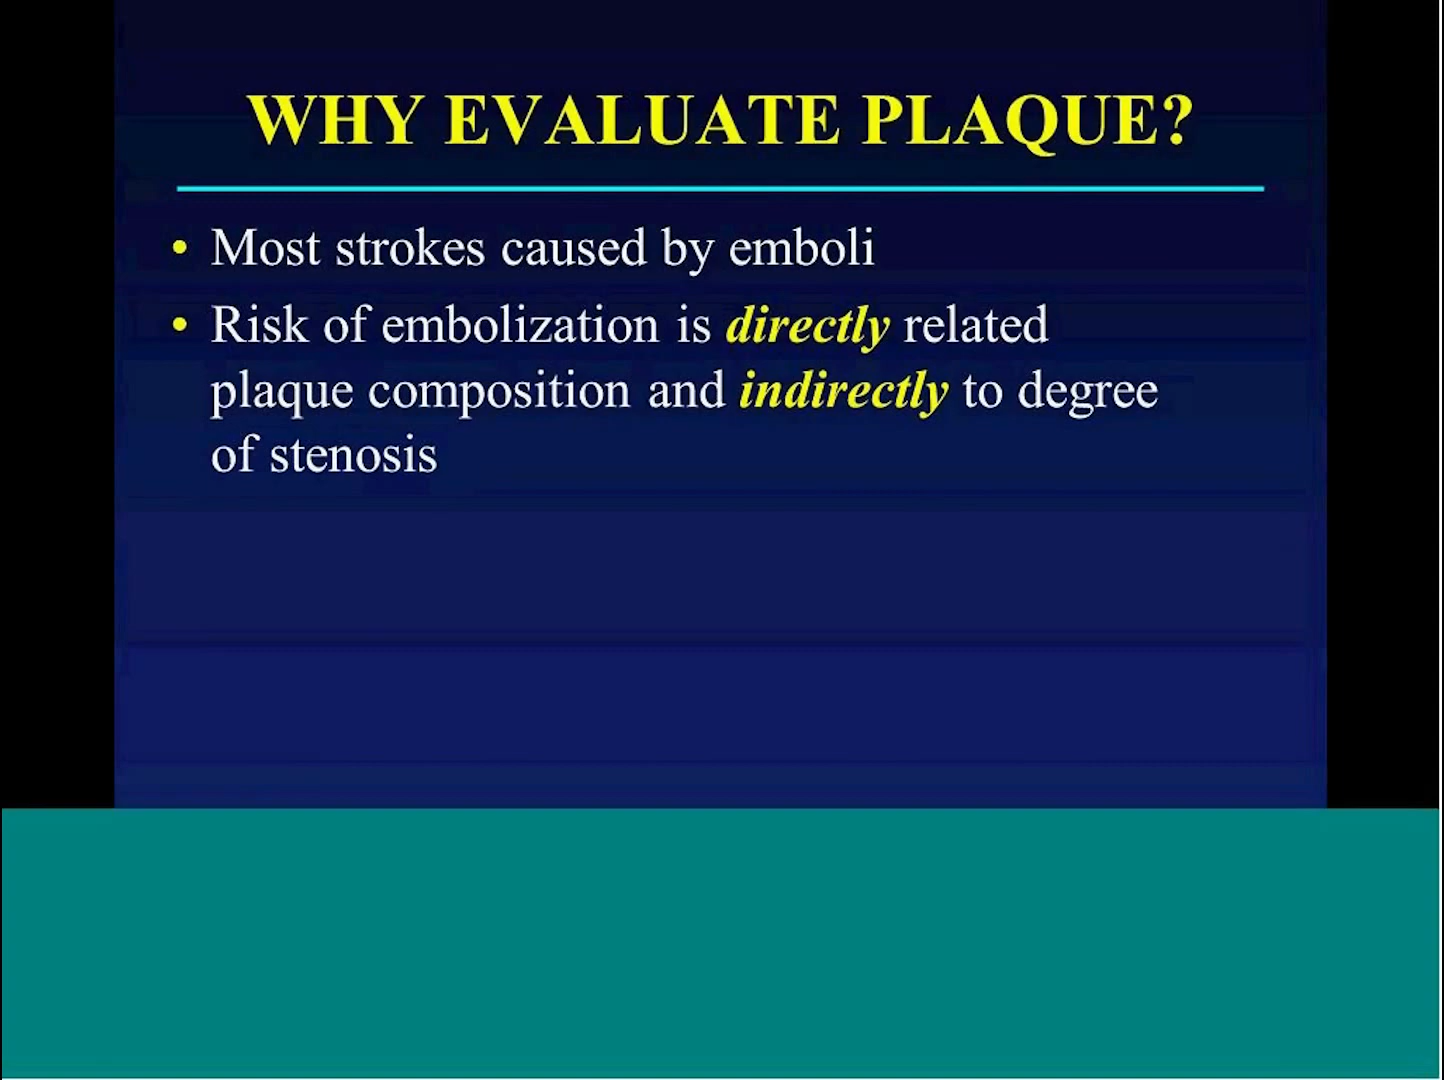 WHY EVALUATE PLAQUE?
• Most strokes caused by emboli
• Risk of embolization is directly related
plaque composition and indirectly to degree
of stenosis